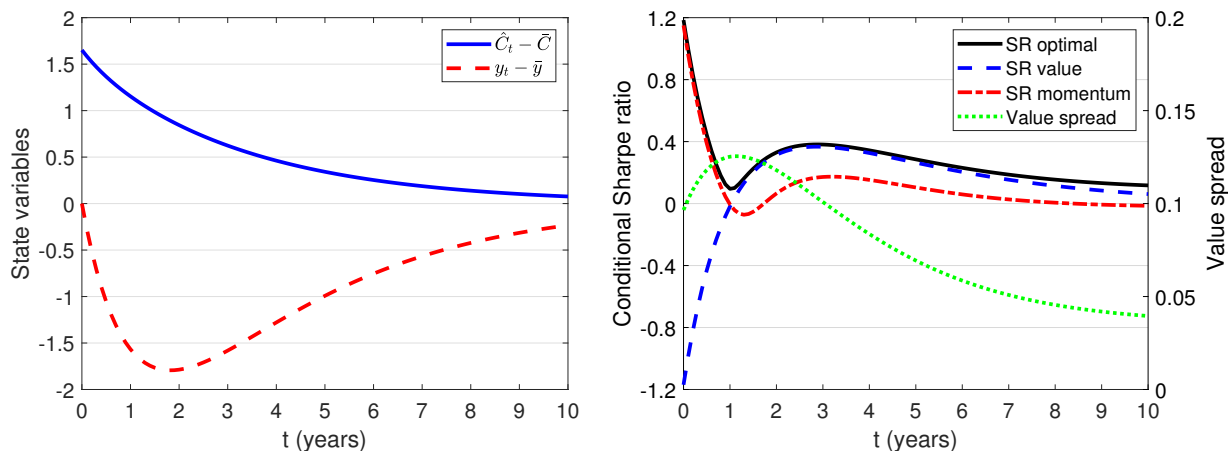 2
1.5
1
0.5
0
-0.5
-1
-1.5
-2
State variables
0 1 2 3 4 5 6 7 8 9 10
t (years)
Ĉ_t − C̄
y_t − ȳ
1.2
0.8
0.4
0
-0.4
-0.8
-1.2
Conditional Sharpe ratio
SR optimal
SR value
SR momentum
Value spread
0.2
0.15
0.1
0.05
0
Value spread
0 1 2 3 4 5 6 7 8 9 10
t (years)